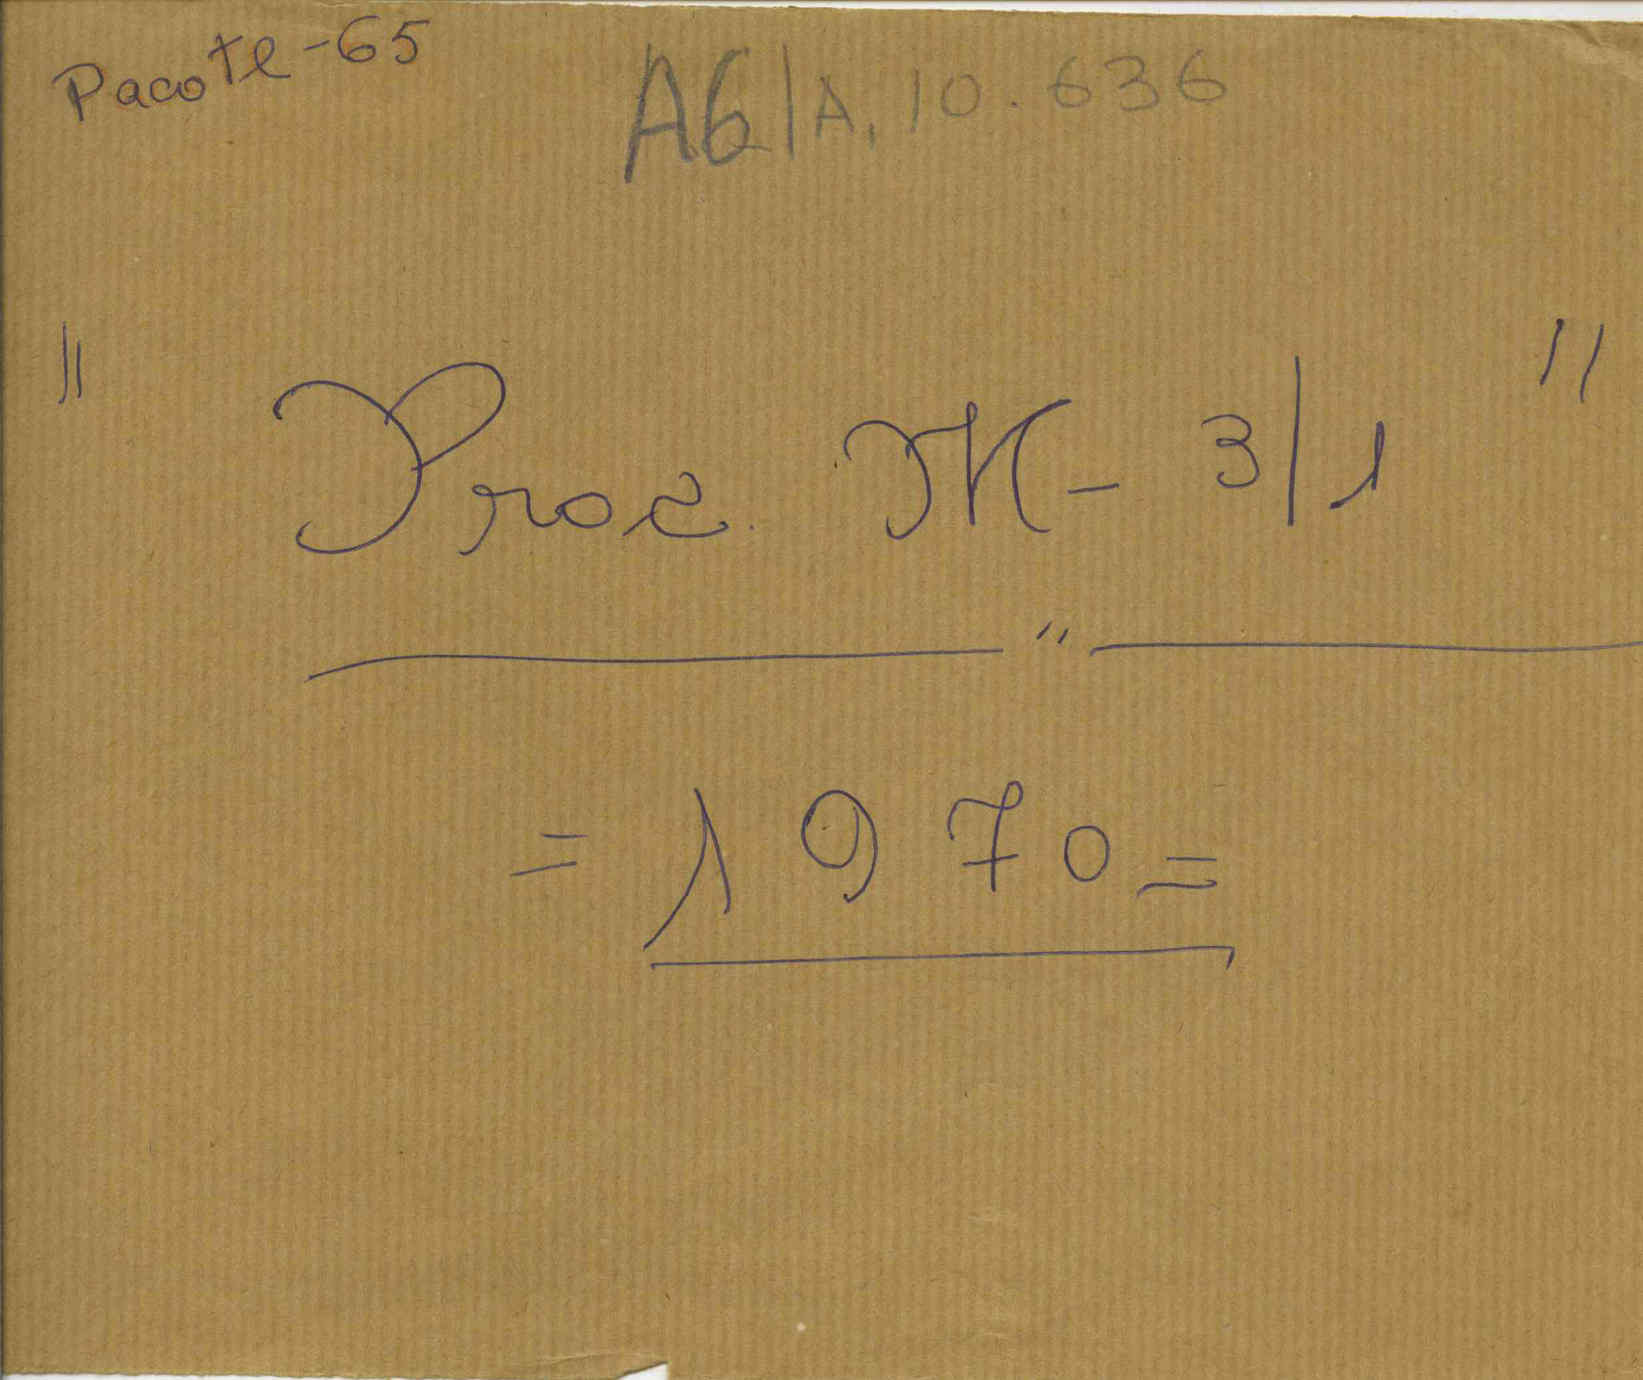 Pacote-65
A6/A. 10.636
" Proc. K- 3/1 "
"
= 1970 =